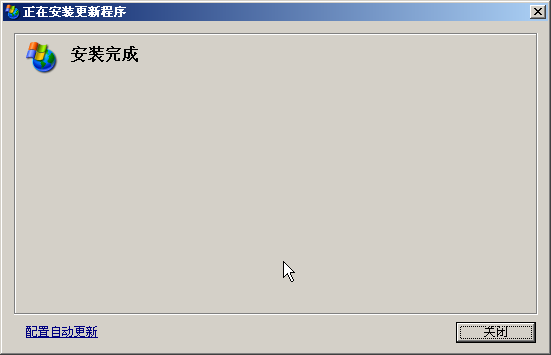 正在安装更新程序
安装完成
配置自动更新
关闭